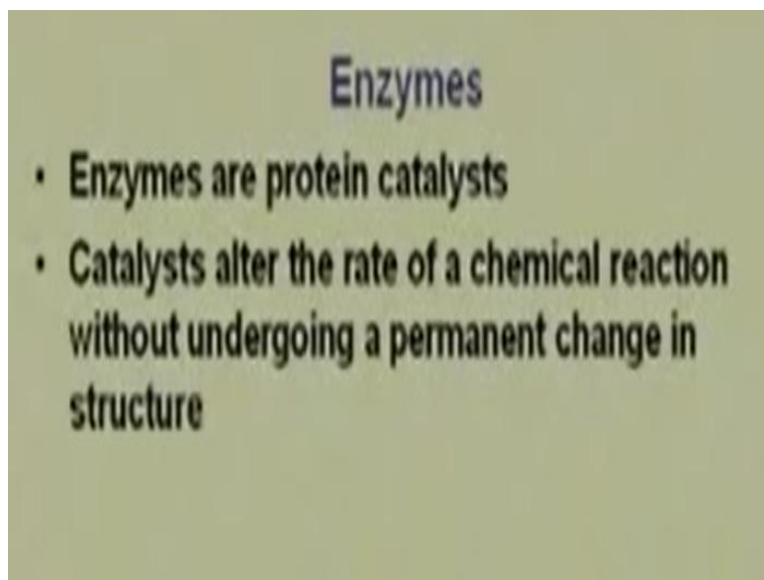 Enzymes
• Enzymes are protein catalysts
• Catalysts alter the rate of a chemical reaction
without undergoing a permanent change in
structure